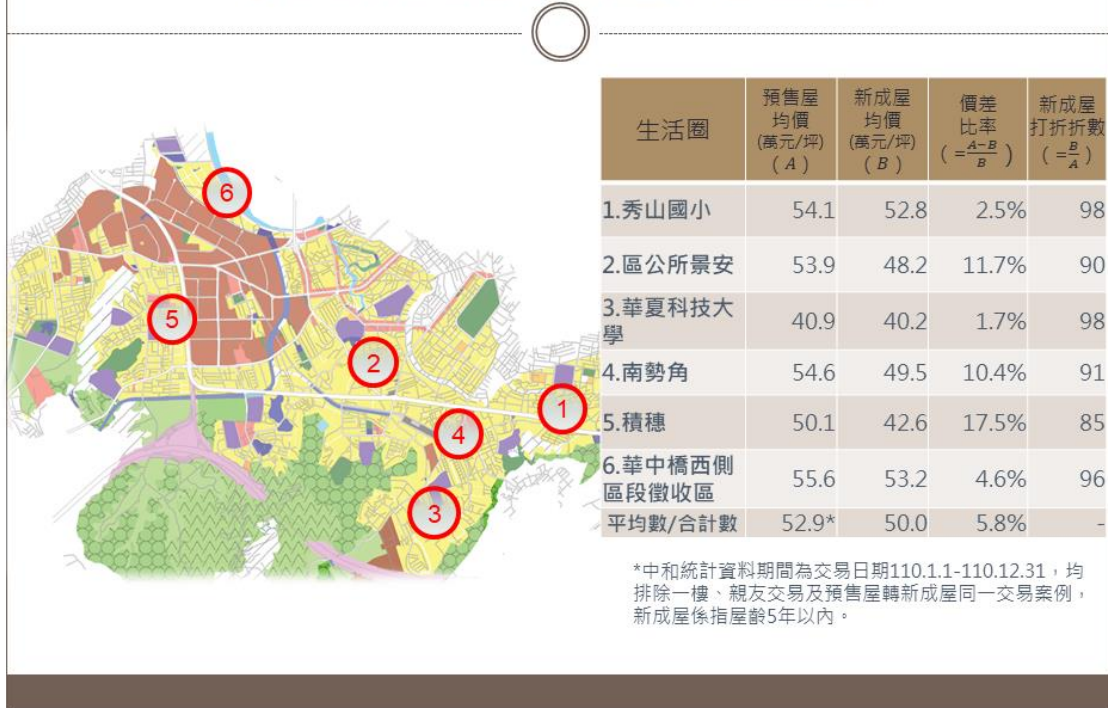 6
5
2
1
4
3
生活圈 預售屋 均價 (萬元/坪) (A) 新成屋 均價 (萬元/坪) (B) 價差 比率 (=A-B/B) 新成屋 打折折數 (=B/A)
1.秀山國小 54.1 52.8 2.5% 98
2.區公所景安 53.9 48.2 11.7% 90
3.華夏科技大
學 40.9 40.2 1.7% 98
4.南勢角 54.6 49.5 10.4% 91
5.積穗 50.1 42.6 17.5% 85
6.華中橋西側
區段徵收區 55.6 53.2 4.6% 96
平均數/合計數 52.9* 50.0 5.8% -
*中和統計資料期間為交易日期110.1.1-110.12.31，均
排除一樓、親友交易及預售屋轉新成屋同一交易案例，
新成屋係指屋齡5年以內。